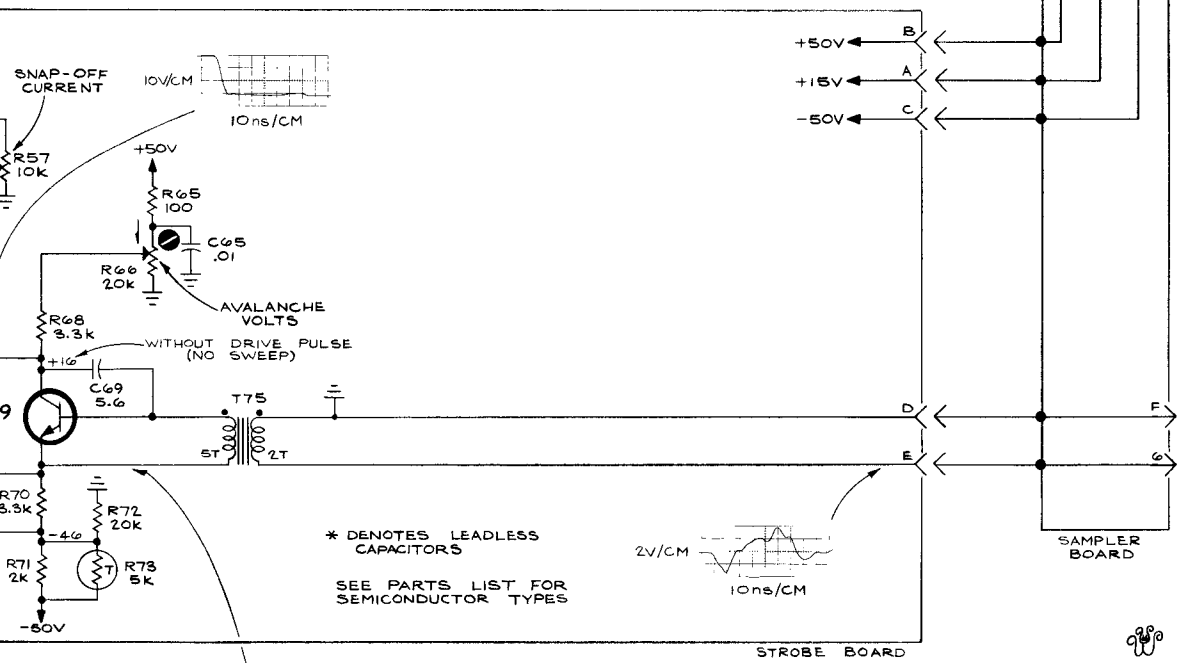 SNAP-OFF
CURRENT
R57
10K
10V/CM
10ns/CM
+50V
B
+15V
A
-50V
C
+50V
R65
100
C65
.01
R66
20K
AVALANCHE
VOLTS
R68
3.3K
+16
WITHOUT DRIVE PULSE
(NO SWEEP)
C69
5.6
9
T75
5T
2T
D
F
E
G
R70
3.3K
R72
20K
-46
R71
2K
T
R73
5K
-50V
* DENOTES LEADLESS
CAPACITORS
SEE PARTS LIST FOR
SEMICONDUCTOR TYPES
2V/CM
10ns/CM
SAMPLER
BOARD
STROBE BOARD